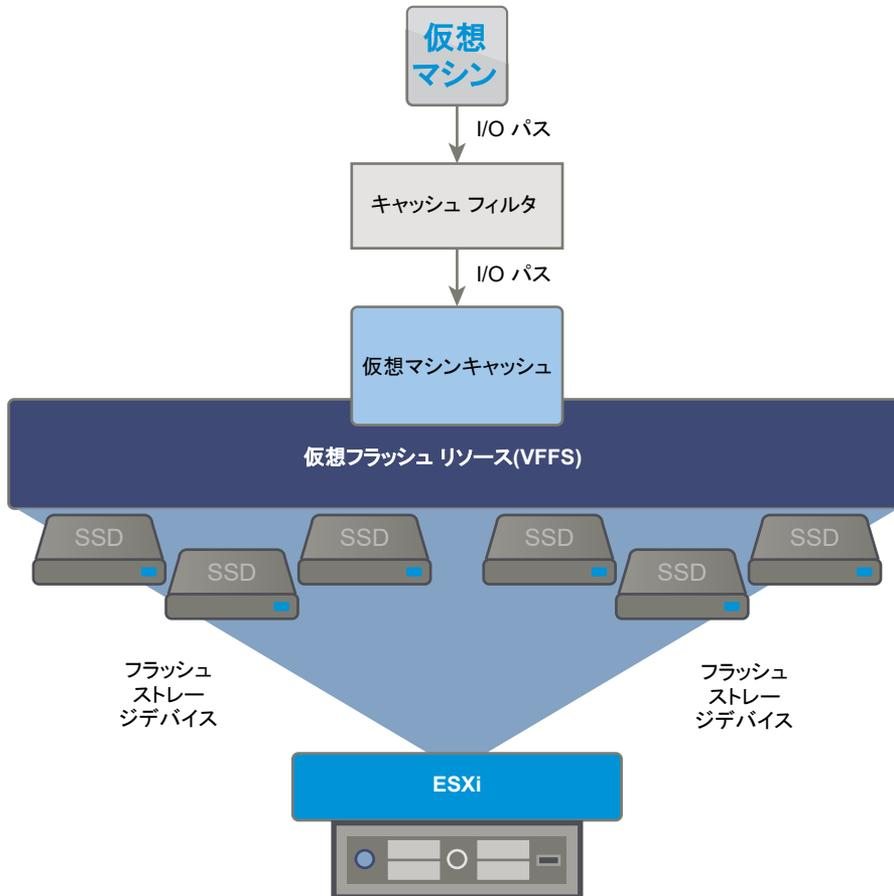 仮想
マシン
I/O パス
キャッシュ フィルタ
I/O パス
仮想マシンキャッシュ
仮想フラッシュ リソース(VFFS)
SSD
SSD
SSD
SSD
SSD
SSD
フラッシュ
ストレー
ジデバイス
フラッシュ
ストレー
ジデバイス
ESXi